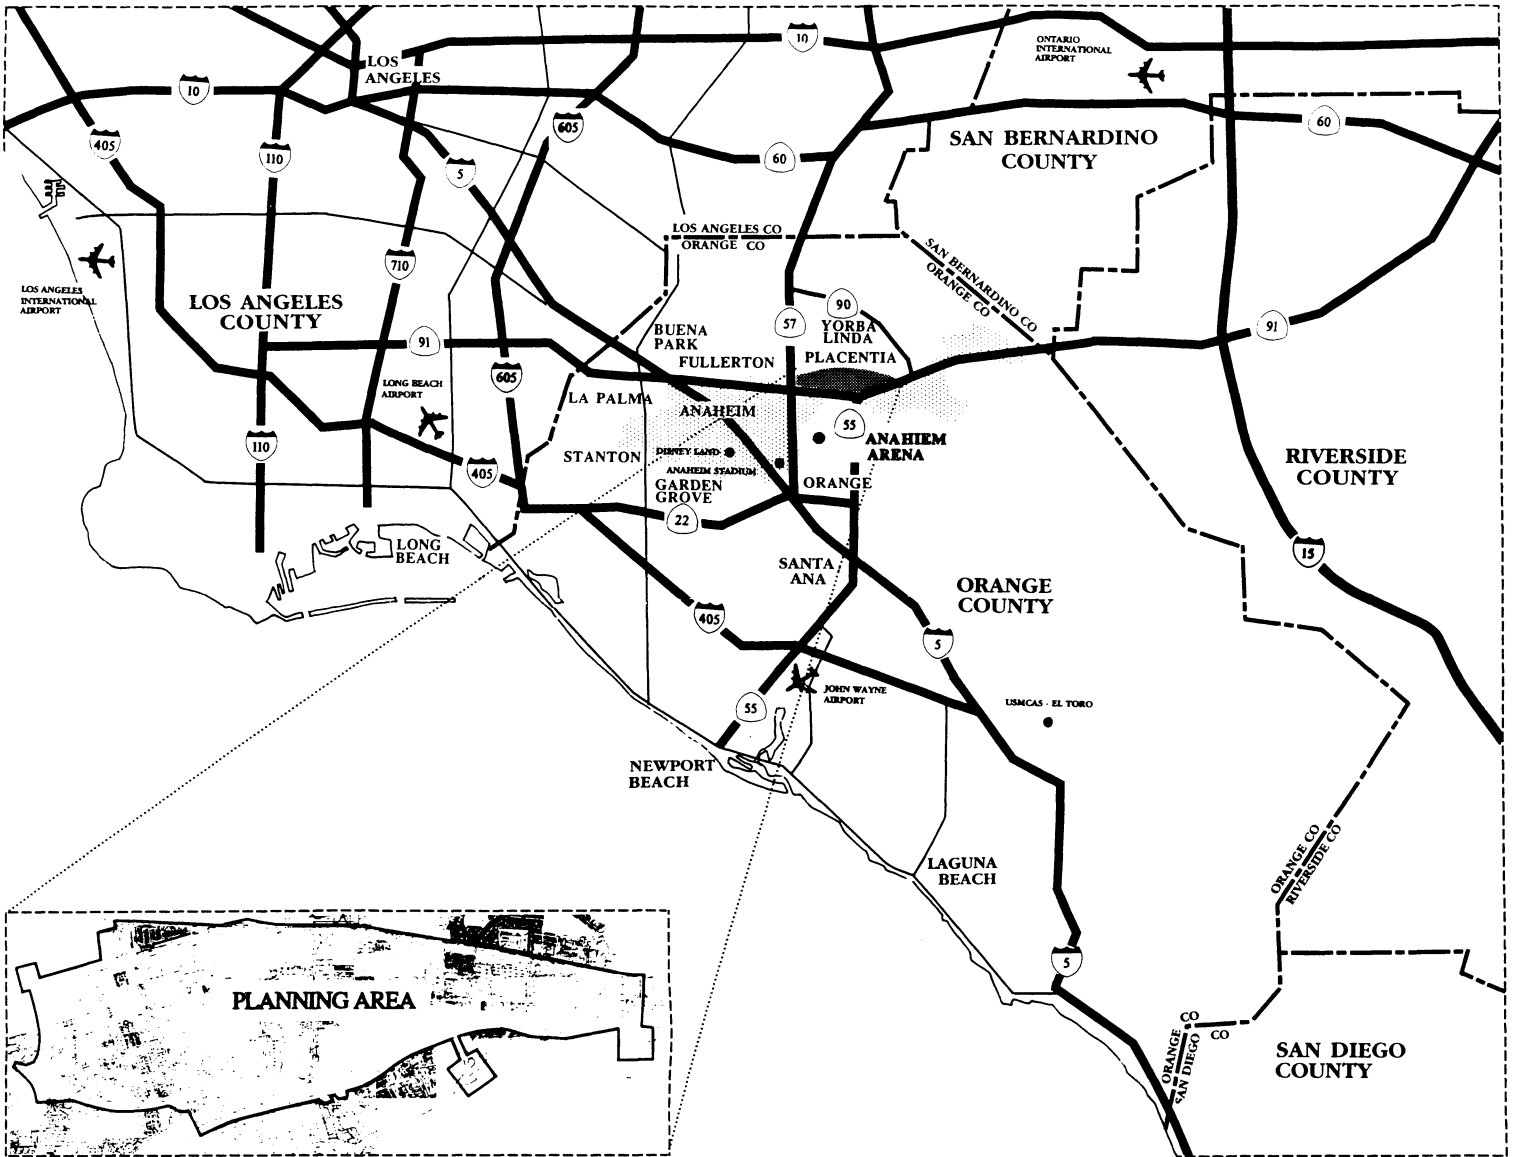 10
LOS
ANGELES
10
ONTARIO
INTERNATIONAL
AIRPORT
405
110
605
5
60
60
SAN BERNARDINO
COUNTY
LOS ANGELES CO
ORANGE CO
SAN BERNARDINO CO
ORANGE CO
710
LOS ANGELES
INTERNATIONAL
AIRPORT
LOS ANGELES
COUNTY
91
BUENA
PARK
FULLERTON
57
90
YORBA
LINDA
PLACENTIA
91
605
LONG BEACH
AIRPORT
LA PALMA
ANAHEIM
55
ANAHIEM
ARENA
110
405
STANTON
DISNEY LAND
ANAHEIM STADIUM
GARDEN
GROVE
ORANGE
22
RIVERSIDE
COUNTY
LONG
BEACH
SANTA
ANA
15
ORANGE
COUNTY
405
5
55
JOHN WAYNE
AIRPORT
USMCAS - EL TORO
NEWPORT
BEACH
LAGUNA
BEACH
ORANGE CO
RIVERSIDE CO
5
PLANNING AREA
ORANGE CO
SAN DIEGO CO
SAN DIEGO
COUNTY